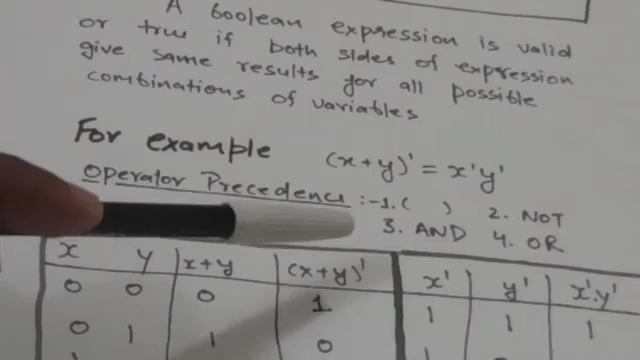 A boolean expression is valid
or true if both sides of expression
give same results for all possible
combinations of variables
For example (x+y)' = x'y'
Operator Precedence :- 1. ( ) 2. NOT
3. AND 4. OR
x y x+y (x+y)' x' y' x'.y'
0 0 0 1 1 1 1
0 1 1 0 1